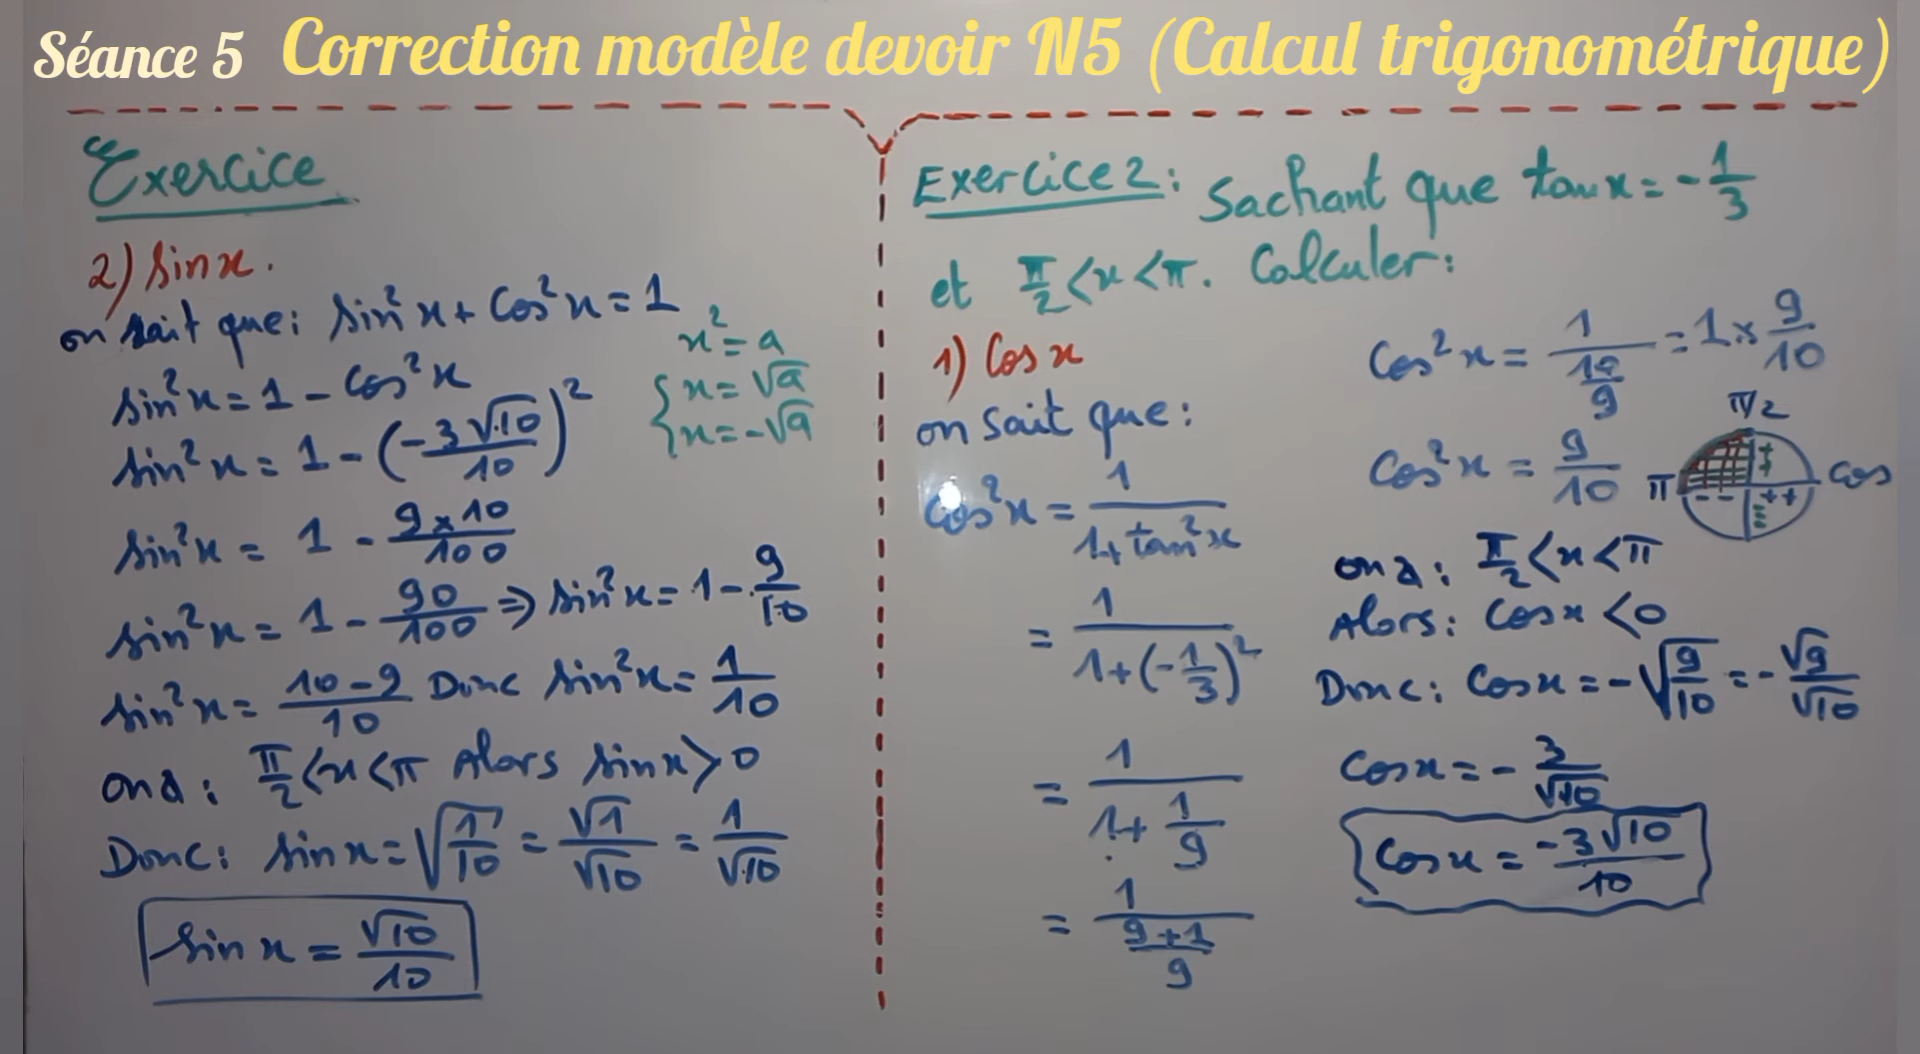 Séance 5 Correction modèle devoir N5 (Calcul trigonométrique)
Exercice
2) sin x.
on sait que: sin²x + Cos²x = 1
x² = a
{ x = √a
x = -√a
sin²x = 1 - Cos²x
sin²x = 1 - (-3√10/10)²
sin²x = 1 - 9×10/100
sin²x = 1 - 90/100 => sin²x = 1 - 9/10
sin²x = 10-9/10 Donc sin²x = 1/10
on a: π/2 < x < π Alors sin x > 0
Donc: sin x = √(1/10) = √1/√10 = 1/√10
sin x = √10/10
Exercice 2: Sachant que tan x = -1/3
et π/2 < x < π. Calculer:
1) Cos x
on sait que:
Cos²x = 1/(1+tan²x)
= 1/(1+(-1/3)²)
= 1/(1+1/9)
= 1/((9+1)/9)
Cos²x = 1/(10/9) = 1 × 9/10
Cos²x = 9/10
π/2
π -- ++ cos
on a: π/2 < x < π
Alors: Cos x < 0
Donc: Cos x = -√(9/10) = -√9/√10
Cos x = -3/√10
Cos x = -3√10/10